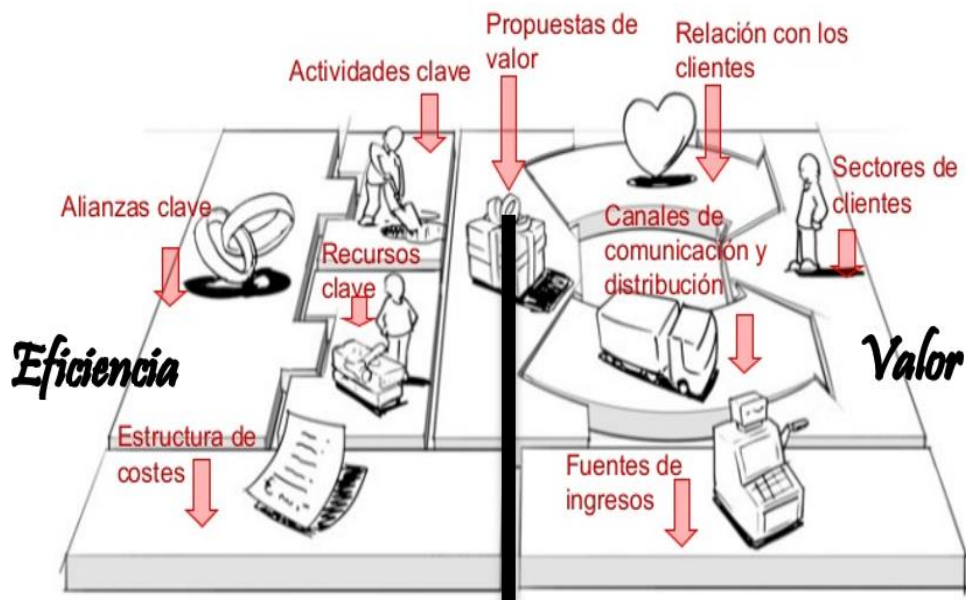 Propuestas de
valor
Relación con los
clientes
Actividades clave
Sectores de
clientes
Alianzas clave
Canales de
comunicación y
distribución
Recursos
clave
Eficiencia
Valor
Estructura de
costes
Fuentes de
ingresos